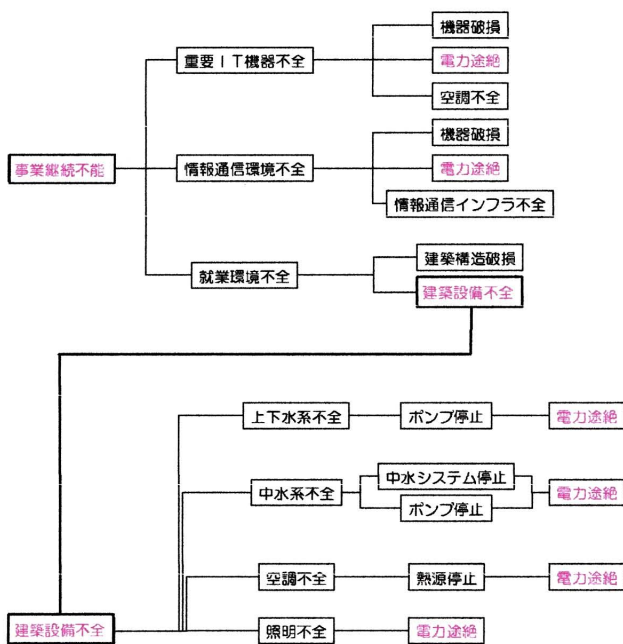 機器破損
重要IT機器不全
電力途絶
空調不全
機器破損
事業継続不能
情報通信環境不全
電力途絶
情報通信インフラ不全
建築構造破損
就業環境不全
建築設備不全
上下水系不全
ポンプ停止
電力途絶
中水システム停止
中水系不全
電力途絶
ポンプ停止
空調不全
熱源停止
電力途絶
建築設備不全
照明不全
電力途絶